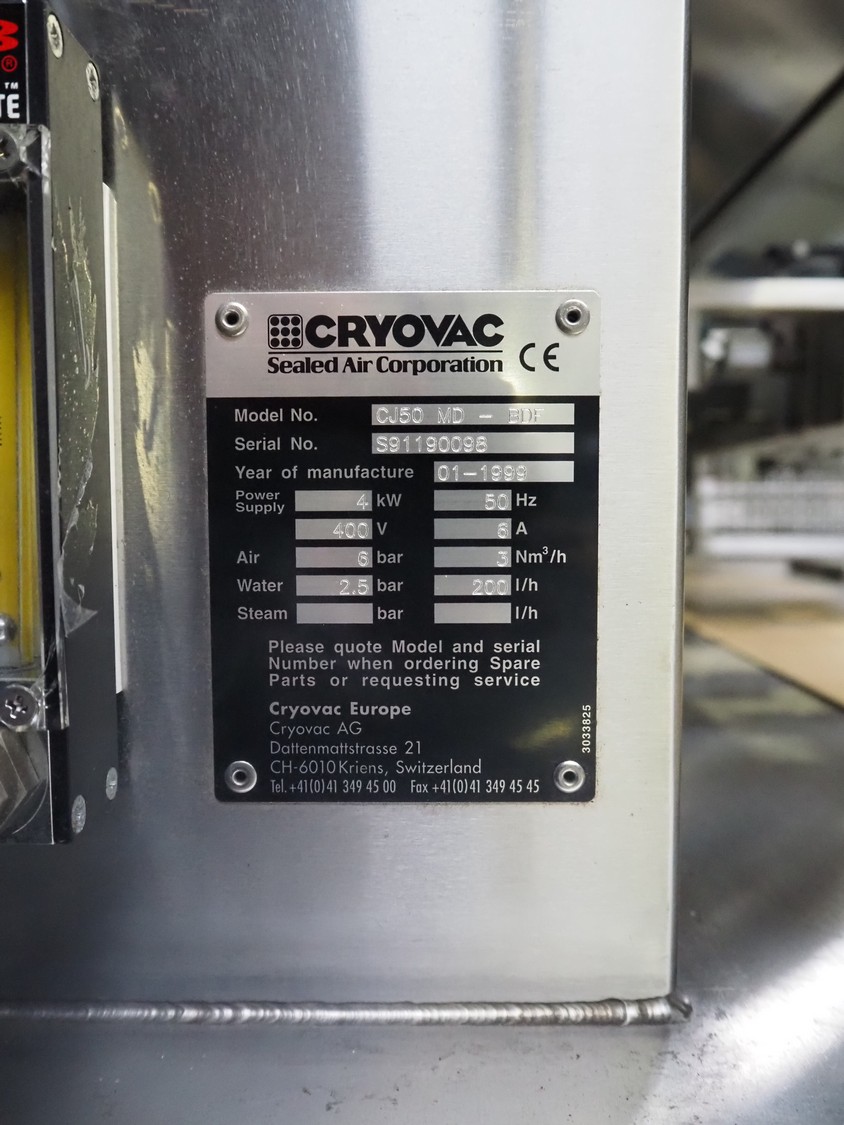 ®
TM
TE
CRYOVAC
Sealed Air Corporation CE
Model No. CJ50 MD - BDF
Serial No. S91190098
Year of manufacture 01-1999
Power Supply 4 kW 50 Hz
400 V 6 A
Air 6 bar 3 Nm³/h
Water 2.5 bar 200 l/h
Steam bar l/h
Please quote Model and serial
Number when ordering Spare
Parts or requesting service
Cryovac Europe
Cryovac AG
Dattenmattstrasse 21
CH-6010 Kriens, Switzerland
Tel. +41(0)41 349 45 00 Fax +41(0)41 349 45 45
3033825